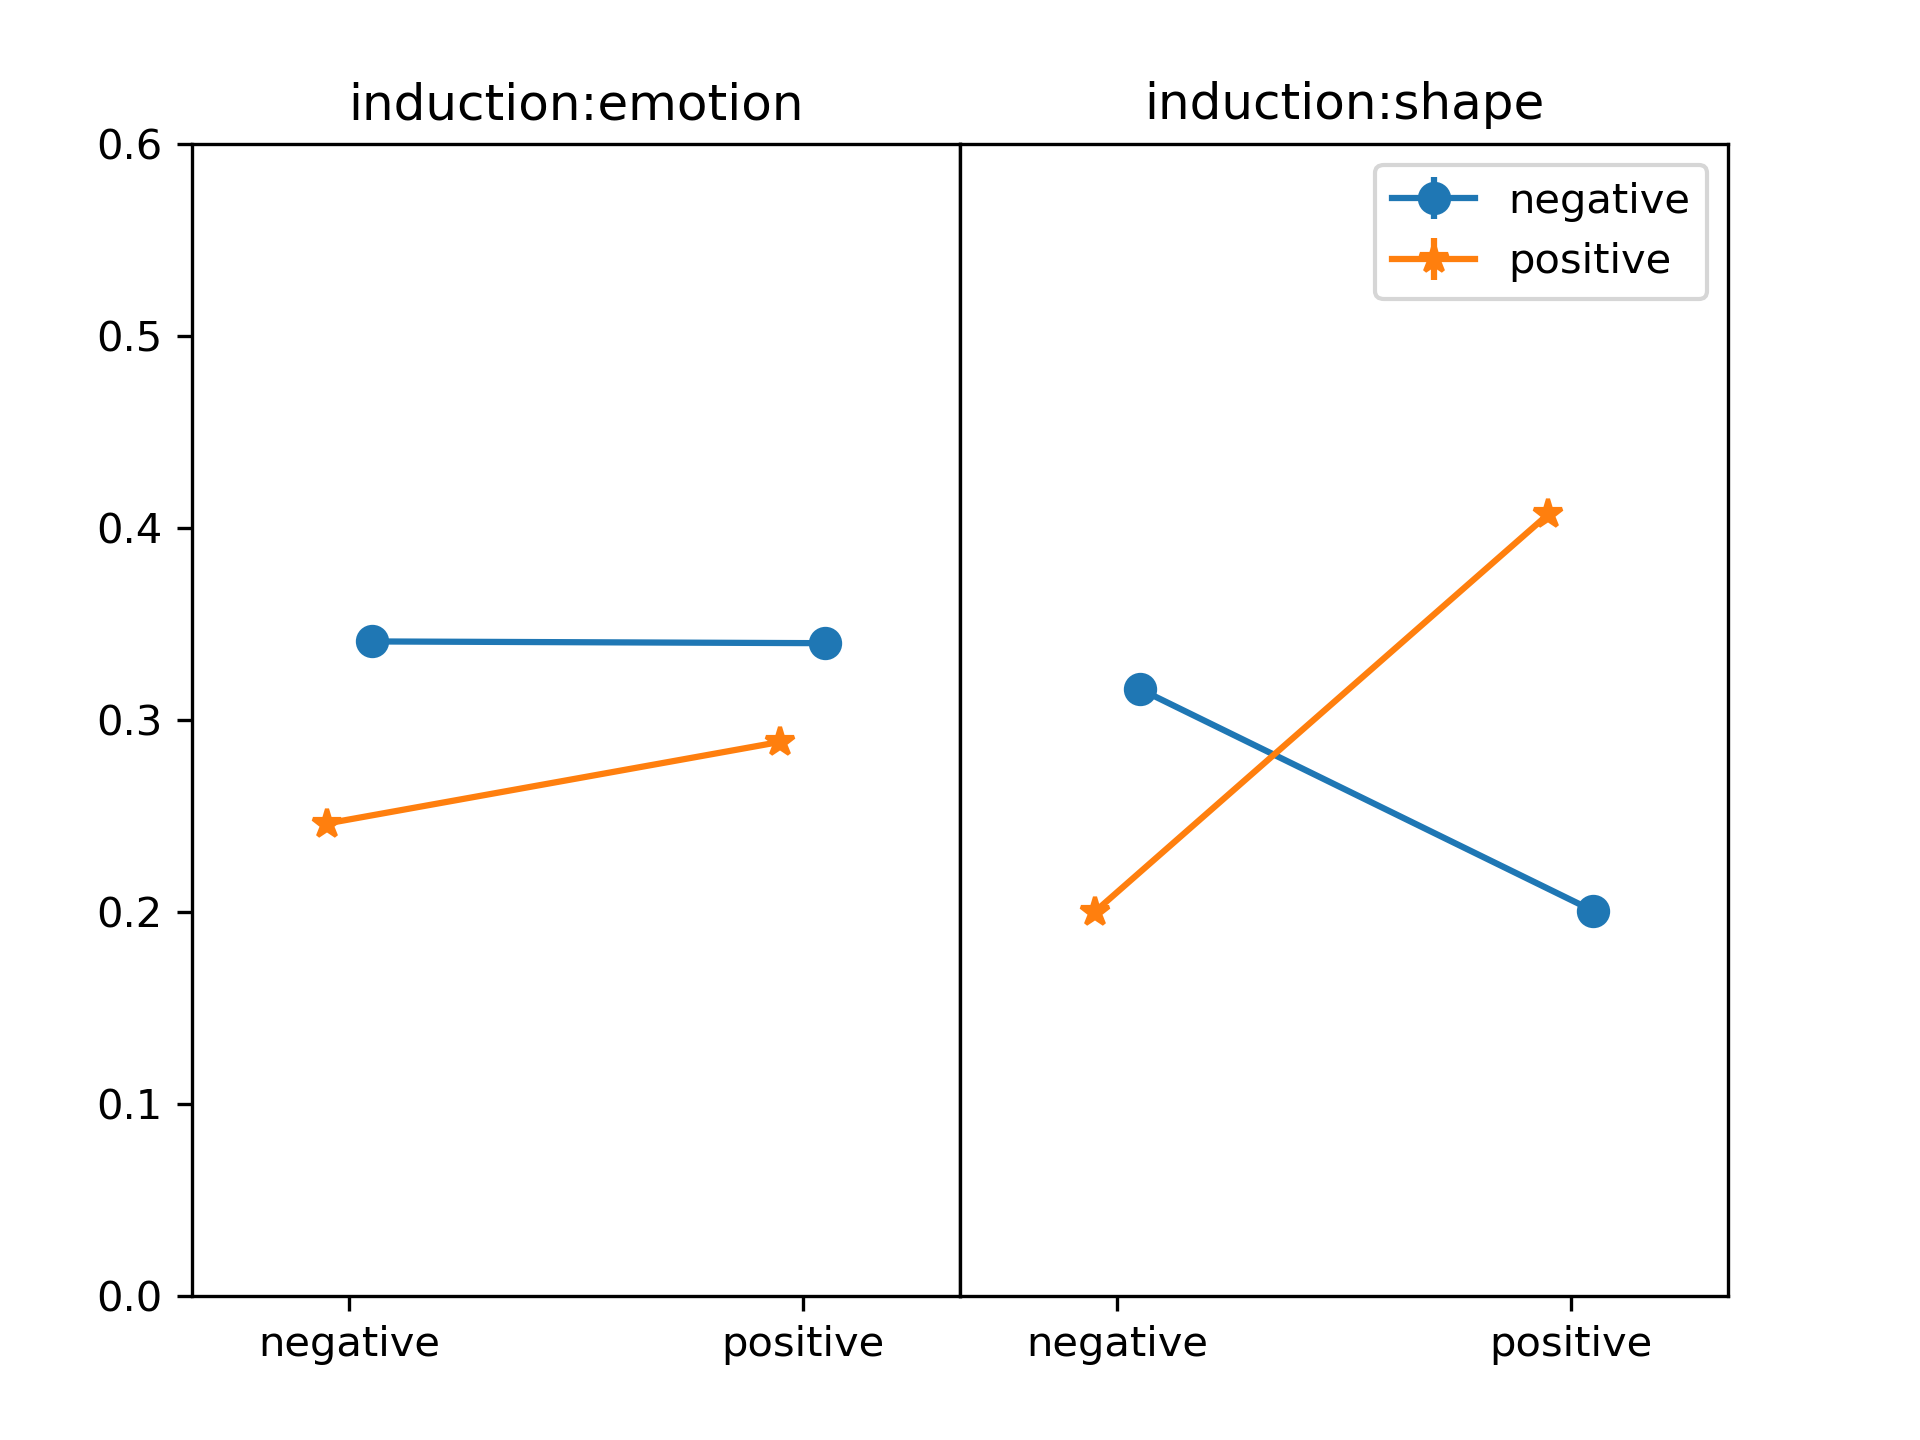 induction:emotion
induction:shape
0.6
0.5
0.4
0.3
0.2
0.1
0.0
negative
positive
negative
positive
negative
positive